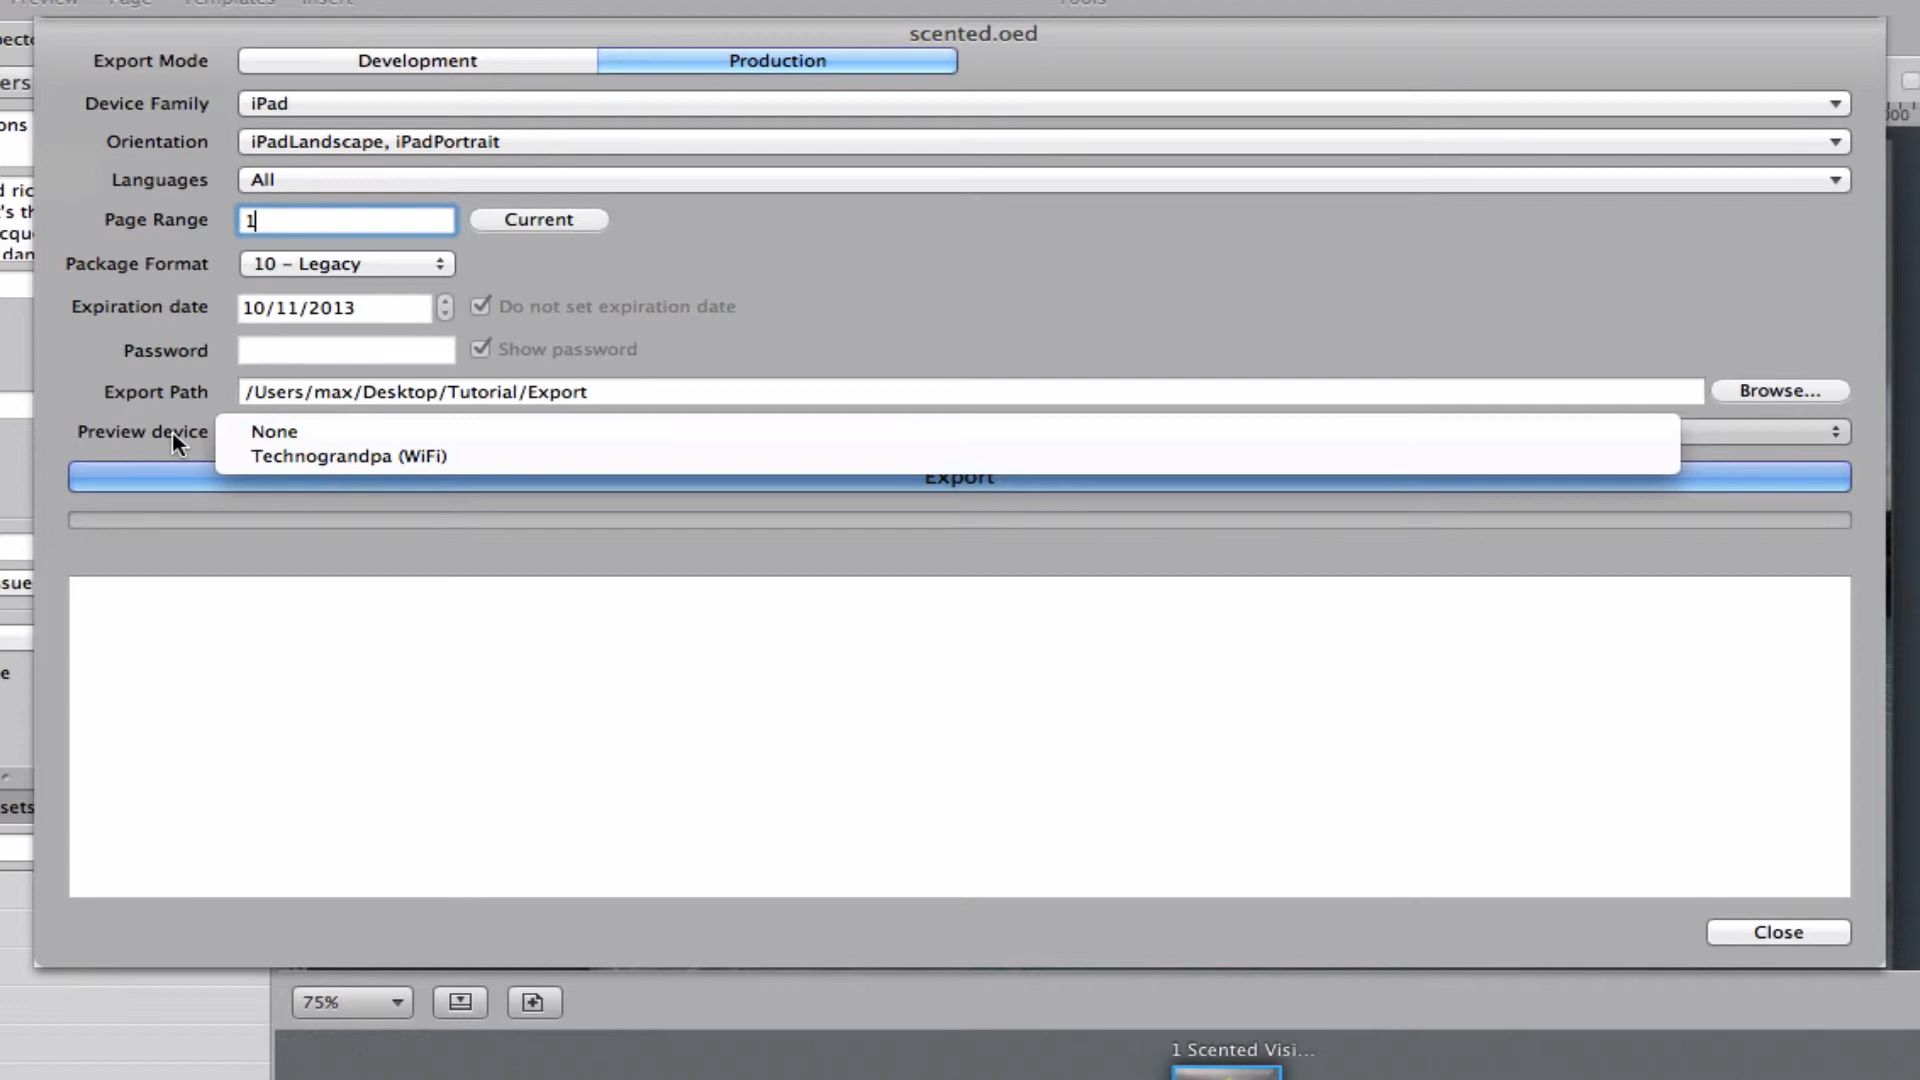 scented.oed
Export Mode Development Production
Device Family iPad
Orientation iPadLandscape, iPadPortrait
Languages All
Page Range 1 Current
Package Format 10 - Legacy
Expiration date 10/11/2013 Do not set expiration date
Password Show password
Export Path /Users/max/Desktop/Tutorial/Export Browse...
Preview device None
Technograndpa (WiFi)
Export
Close
75%
1 Scented Visi...